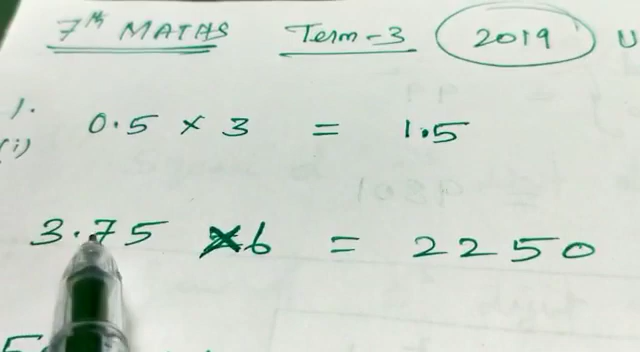 7th MATHS Term-3 2019 U
1.
(i) 0.5 × 3 = 1.5
3.75 × 6 = 2250